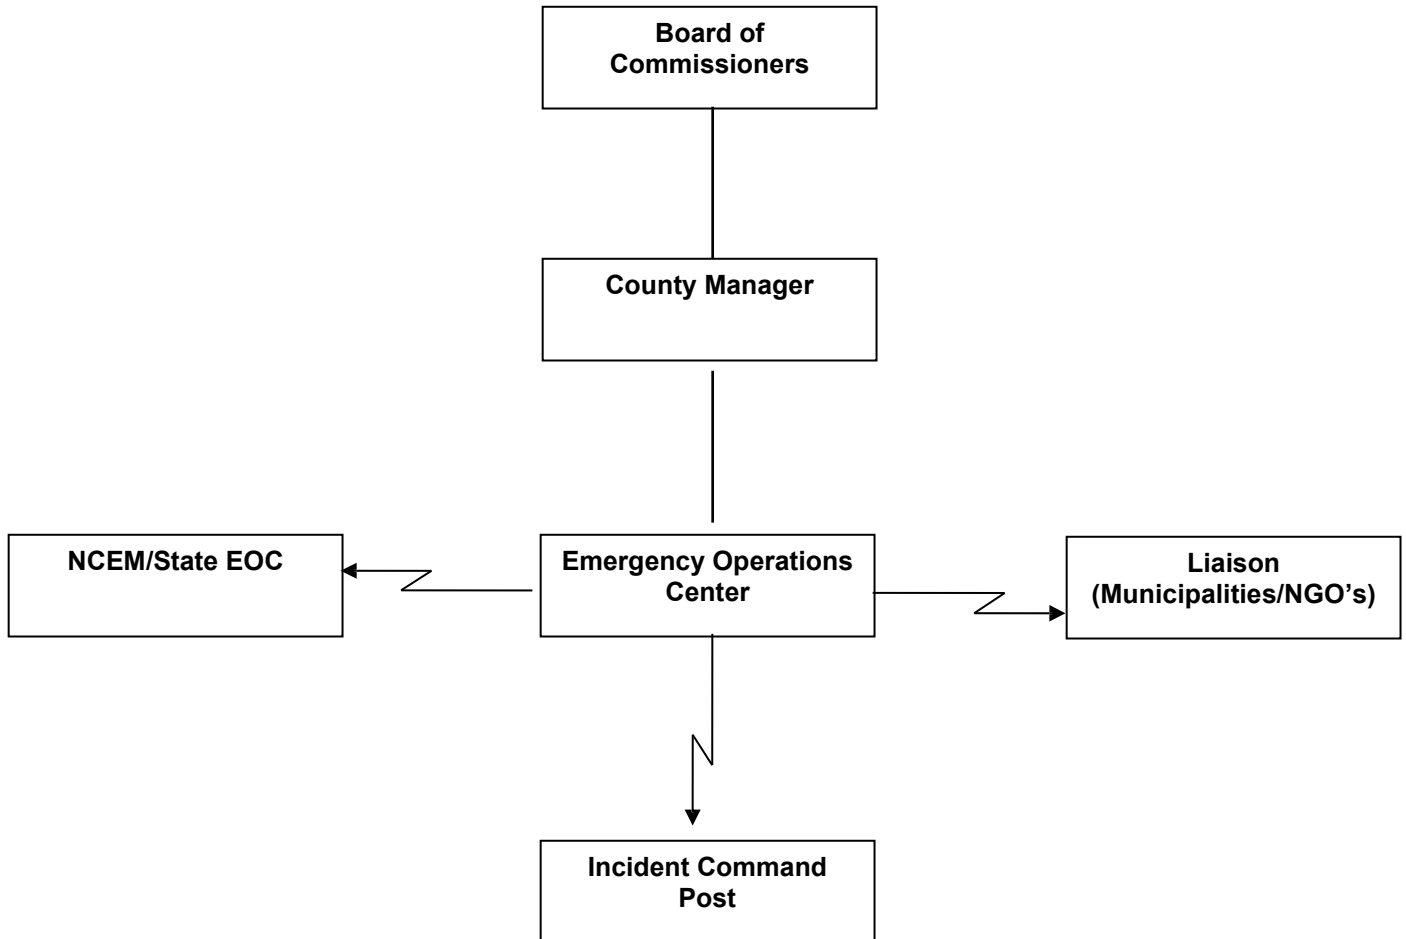 Board of
Commissioners
County Manager
NCEM/State EOC
Emergency Operations
Center
Liaison
(Municipalities/NGO’s)
Incident Command
Post